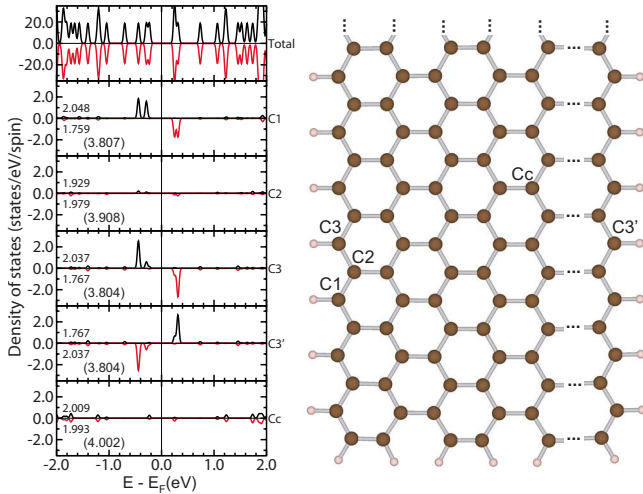 20.0
0.0
-20.0
Total
2.0
0.0
-2.0
2.048
1.759
(3.807)
C1
2.0
0.0
-2.0
1.929
1.979
(3.908)
C2
2.0
0.0
-2.0
2.037
1.767
(3.804)
C3
2.0
0.0
-2.0
1.767
2.037
(3.804)
C3'
2.0
0.0
-2.0
2.009
1.993
(4.002)
Cc
-2.0 -1.0 0.0 1.0 2.0
E - EF(eV)
Density of states (states/eV/spin)
Cc
C3
C3'
C2
C1